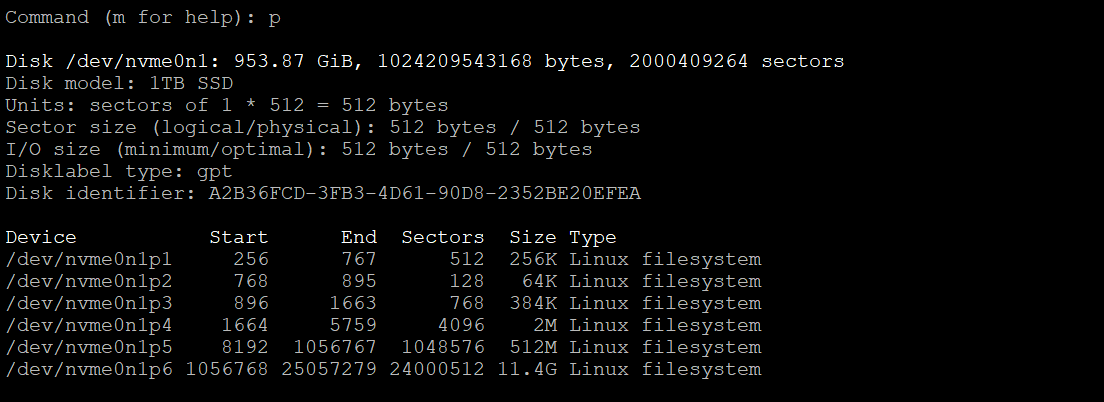 Command (m for help): p
Disk /dev/nvme0n1: 953.87 GiB, 1024209543168 bytes, 2000409264 sectors
Disk model: 1TB SSD
Units: sectors of 1 * 512 = 512 bytes
Sector size (logical/physical): 512 bytes / 512 bytes
I/O size (minimum/optimal): 512 bytes / 512 bytes
Disklabel type: gpt
Disk identifier: A2B36FCD-3FB3-4D61-90D8-2352BE20EFEA
Device Start End Sectors Size Type
/dev/nvme0n1p1 256 767 512 256K Linux filesystem
/dev/nvme0n1p2 768 895 128 64K Linux filesystem
/dev/nvme0n1p3 896 1663 768 384K Linux filesystem
/dev/nvme0n1p4 1664 5759 4096 2M Linux filesystem
/dev/nvme0n1p5 8192 1056767 1048576 512M Linux filesystem
/dev/nvme0n1p6 1056768 25057279 24000512 11.4G Linux filesystem